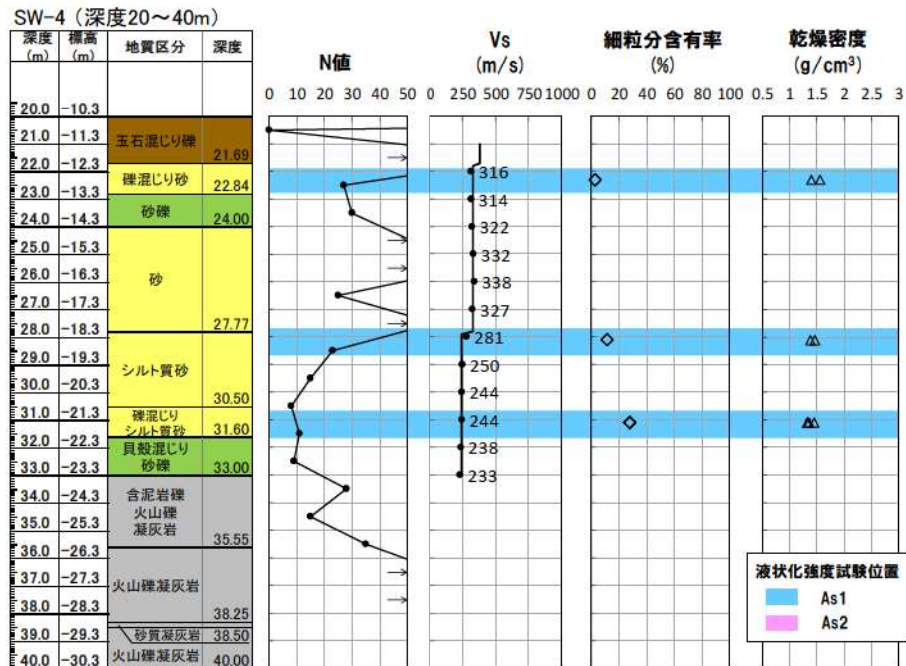 SW-4（深度20～40m）
深度 標高 地質区分 深度
(m) (m)
N値
Vs
(m/s)
細粒分含有率
(%)
乾燥密度
(g/cm³)
0 10 20 30 40 50
0 250 500 750 1000
0 20 40 60 80 100
0.5 1 1.5 2 2.5 3
20.0 -10.3
21.0 -11.3
玉石混じり礫
21.69
22.0 -12.3
316
礫混じり砂
22.84
23.0 -13.3
314
砂礫
24.00
24.0 -14.3
322
25.0 -15.3
332
砂
26.0 -16.3
338
27.0 -17.3
327
27.77
28.0 -18.3
281
29.0 -19.3
250
シルト質砂
30.0 -20.3
244
30.50
31.0 -21.3
244
礫混じり
シルト質砂
31.60
32.0 -22.3
238
貝殻混じり
砂礫
33.00
33.0 -23.3
233
34.0 -24.3
含泥岩礫
火山礫
凝灰岩
35.0 -25.3
35.55
36.0 -26.3
37.0 -27.3
火山礫凝灰岩
38.0 -28.3
38.25
39.0 -29.3
砂質凝灰岩
38.50
火山礫凝灰岩
40.00
40.0 -30.3
液状化強度試験位置
As1
As2